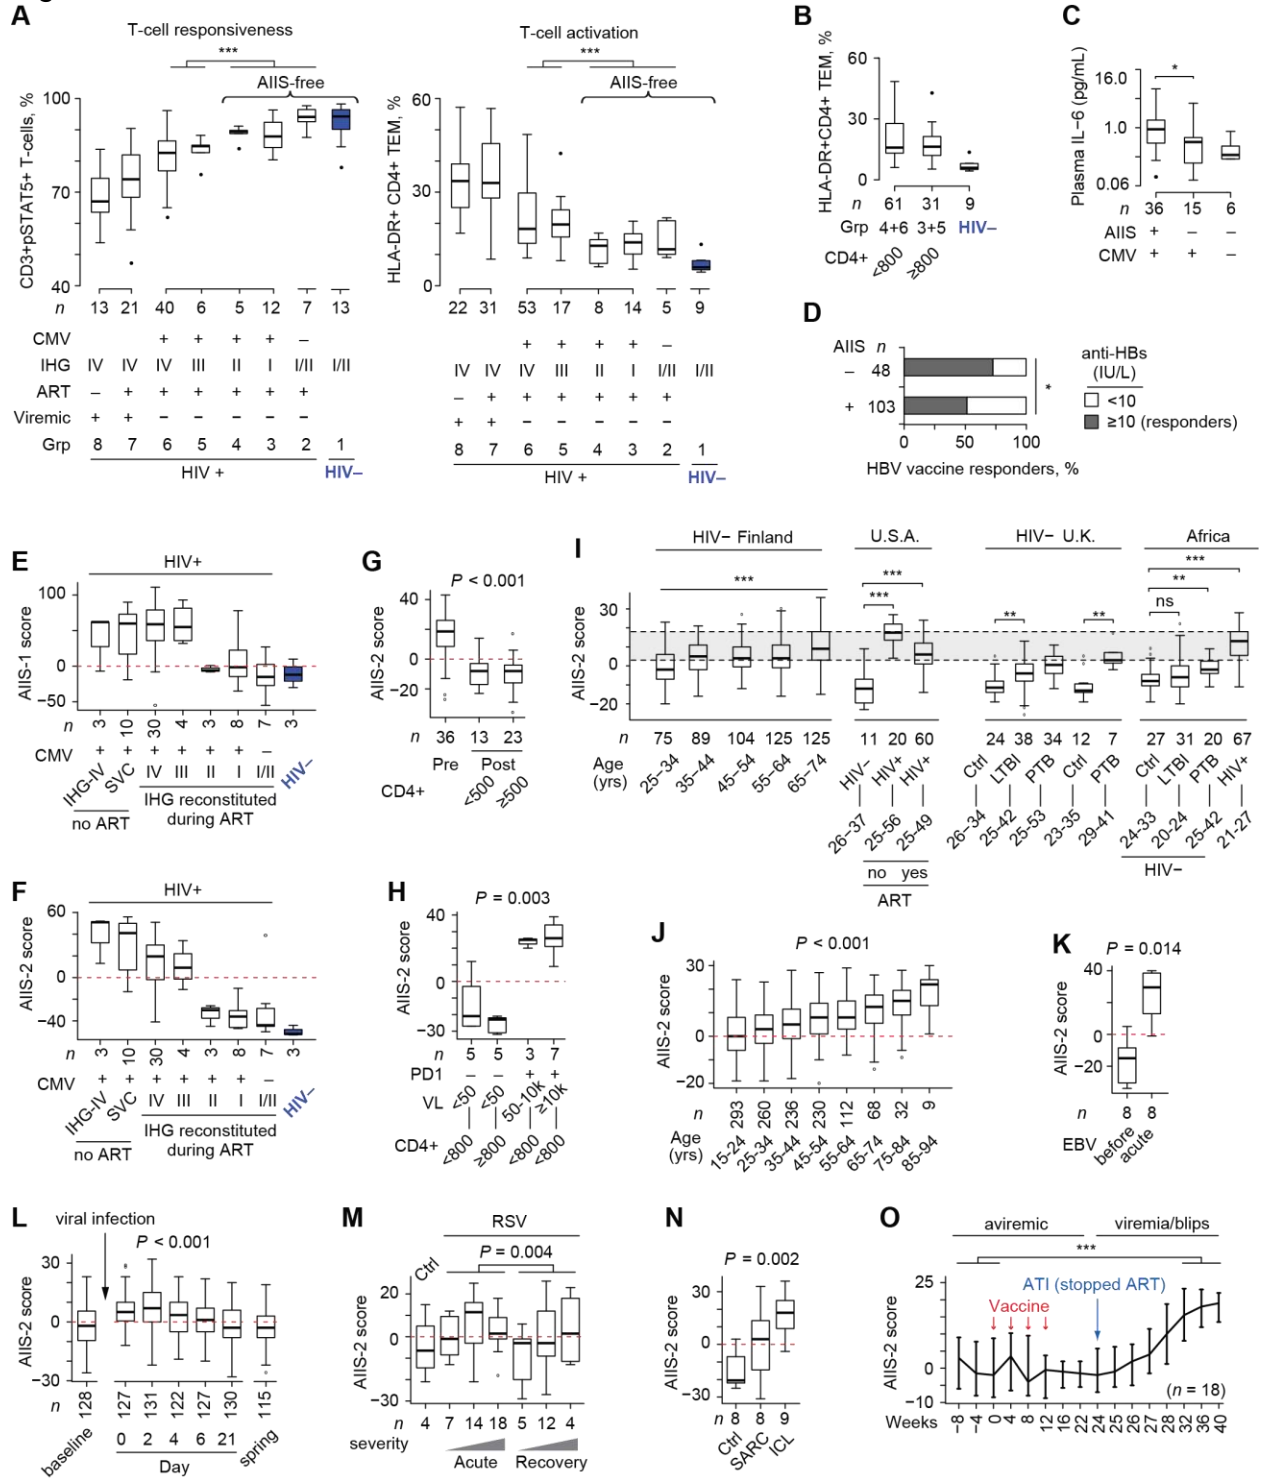 A
T-cell responsiveness
***
AIIS-free
CD3+pSTAT5+ T-cells, %
100
70
40
n 13 21 40 6 5 12 7 13
CMV + + + + –
IHG IV IV IV III II I I/II I/II
ART – + + + + + +
Viremic + + – – – – –
Grp 8 7 6 5 4 3 2 1
HIV + HIV–
T-cell activation
***
AIIS-free
HLA-DR+ CD4+ TEM, %
60
30
0
22 31 53 17 8 14 5 9
+ + + + –
IV IV IV III II I I/II I/II
– + + + + + +
+ + – – – – –
8 7 6 5 4 3 2 1
HIV + HIV–
B
HLA-DR+CD4+ TEM, %
60
30
0
n 61 31 9
Grp 4+6 3+5 HIV–
CD4+ <800 ≥800
C
Plasma IL−6 (pg/mL)
*
16.0
1.0
0.06
n 36 15 6
AIIS + – –
CMV + + –
D
AIIS n
– 48
+ 103
*
0 50 100
HBV vaccine responders, %
anti-HBs
(IU/L)
<10
≥10 (responders)
E
HIV+
AIIS-1 score
100
0
−50
n 3 10 30 4 3 8 7 3
CMV + + + + + + –
IHG-IV SVC IV III II I I/II HIV–
no ART
IHG reconstituted
during ART
F
HIV+
AIIS-2 score
60
0
−40
n 3 10 30 4 3 8 7 3
CMV + + + + + + –
IHG-IV SVC IV III II I I/II HIV–
no ART
IHG reconstituted
during ART
G
P < 0.001
AIIS-2 score
40
0
−20
n 36 13 23
Pre Post
CD4+ <500 ≥500
H
P = 0.003
AIIS-2 score
40
0
−30
n 5 5 3 7
PD1 – – + +
VL <50 <50 50-10k ≥10k
CD4+ <800 ≥800 <800 <800
I
HIV− Finland
U.S.A.
HIV− U.K.
Africa
*** *** *** ** ** *** ** ns
AIIS-2 score
30
0
−20
n 75 89 104 125 125 11 20 60 24 38 34 12 7 27 31 20 67
Age
(yrs)
25−34 35−44 45−54 55−64 65−74
HIV− HIV+ HIV+ Ctrl LTBI PTB Ctrl PTB Ctrl LTBI PTB HIV+
26−37 25−56 25−49 26−34 25−42 25−53 23-35 29-41 24-33 20-24 25-42 21-27
no yes
ART
HIV−
J
P < 0.001
AIIS-2 score
30
0
−20
n 293 260 236 230 112 68 32 9
Age
(yrs)
15-24 25-34 35-44 45-54 55-64 65-74 75-84 85-94
K
P = 0.014
AIIS-2 score
40
0
−20
n 8 8
EBV before acute
L
viral infection
P < 0.001
AIIS-2 score
30
0
−30
n 128 127 131 122 127 130 115
baseline 0 2 4 6 21 spring
Day
M
RSV
Ctrl
P = 0.004
AIIS-2 score
20
0
−30
n 4 7 14 18 5 12 4
severity
Acute Recovery
N
P = 0.002
AIIS-2 score
30
0
−30
n 8 8 9
Ctrl SARC ICL
O
aviremic viremia/blips
***
ATI (stopped ART)
Vaccine
AIIS-2 score
25
0
−10
(n = 18)
Weeks −8 −4 0 4 8 12 16 22 24 25 26 27 28 32 36 40